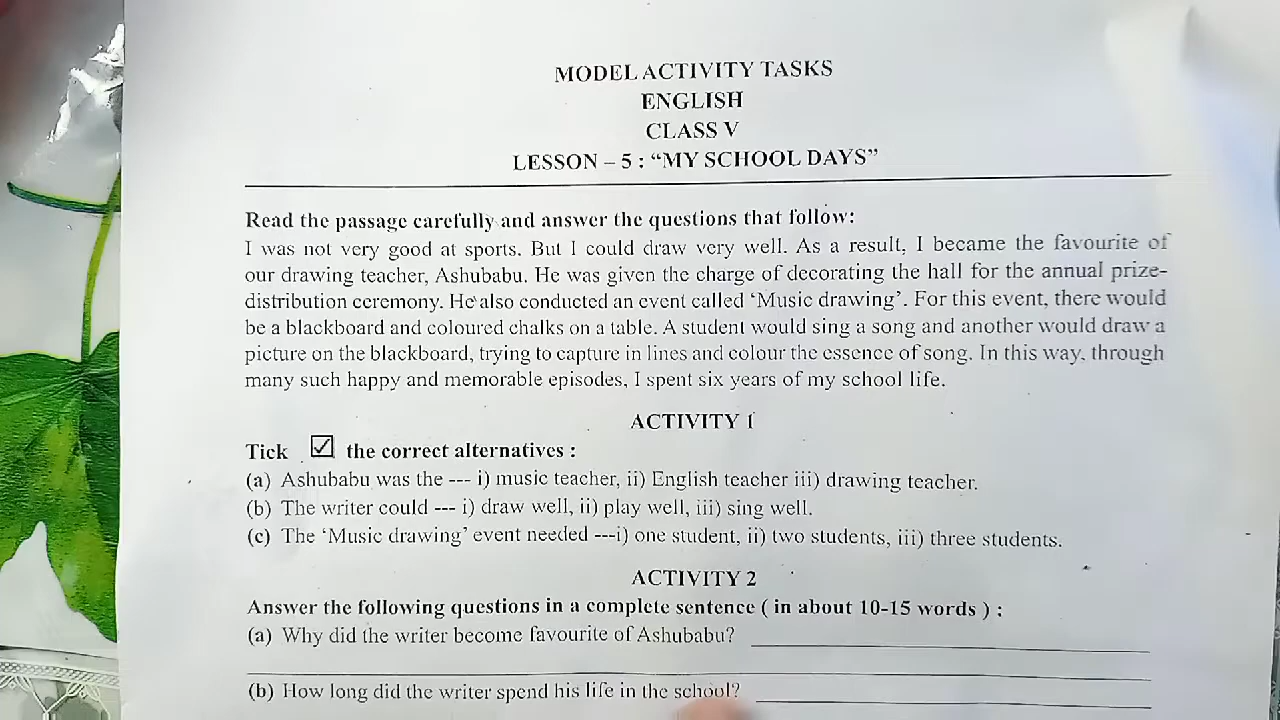 MODEL ACTIVITY TASKS
ENGLISH
CLASS V
LESSON – 5 : “MY SCHOOL DAYS”
Read the passage carefully and answer the questions that follow:
I was not very good at sports. But I could draw very well. As a result, I became the favourite of
our drawing teacher, Ashubabu. He was given the charge of decorating the hall for the annual prize-
distribution ceremony. He also conducted an event called ‘Music drawing’. For this event, there would
be a blackboard and coloured chalks on a table. A student would sing a song and another would draw a
picture on the blackboard, trying to capture in lines and colour the essence of song. In this way, through
many such happy and memorable episodes, I spent six years of my school life.
ACTIVITY 1
Tick ☑ the correct alternatives :
(a) Ashubabu was the --- i) music teacher, ii) English teacher iii) drawing teacher.
(b) The writer could --- i) draw well, ii) play well, iii) sing well.
(c) The ‘Music drawing’ event needed ---i) one student, ii) two students, iii) three students.
ACTIVITY 2
Answer the following questions in a complete sentence ( in about 10-15 words ) :
(a) Why did the writer become favourite of Ashubabu?
(b) How long did the writer spend his life in the school?